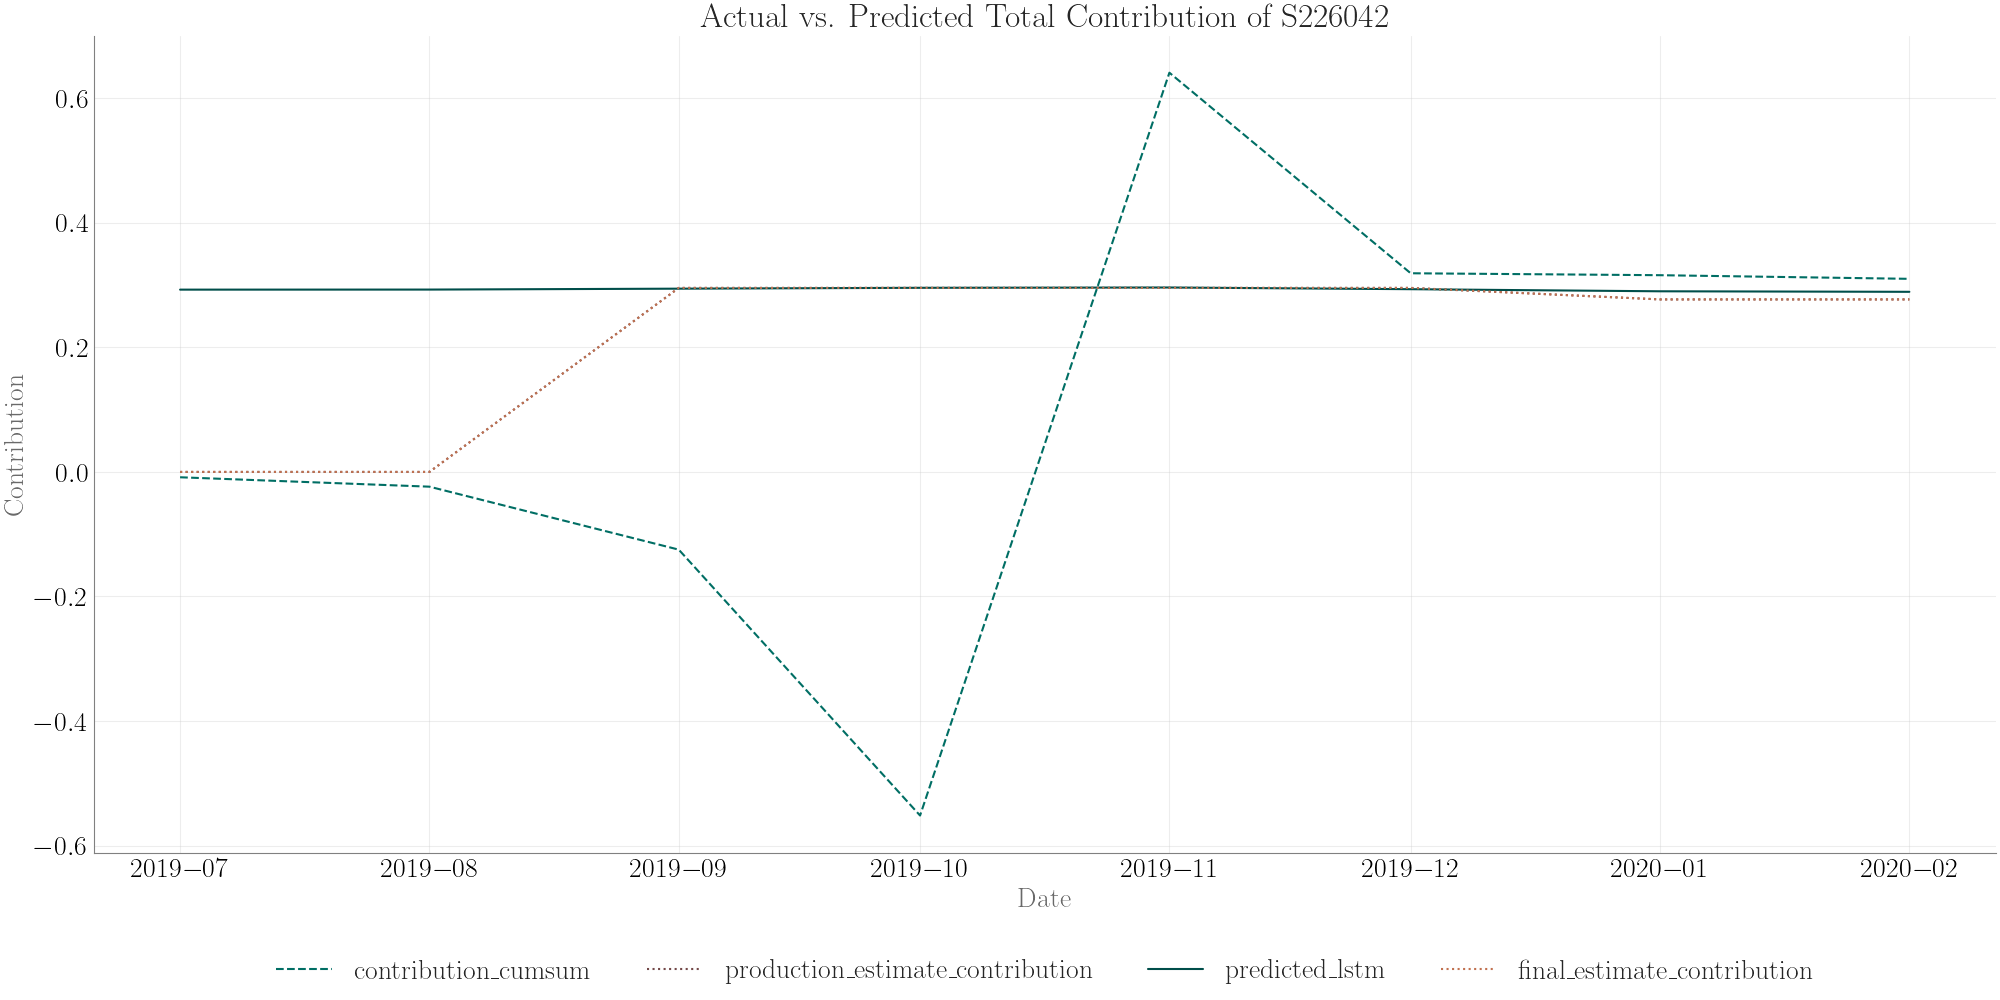 Actual vs. Predicted Total Contribution of S226042
Contribution
0.6
0.4
0.2
0.0
−0.2
−0.4
−0.6
2019−07 2019−08 2019−09 2019−10 2019−11 2019−12 2020−01 2020−02
Date
contribution_cumsum production_estimate_contribution predicted_lstm final_estimate_contribution